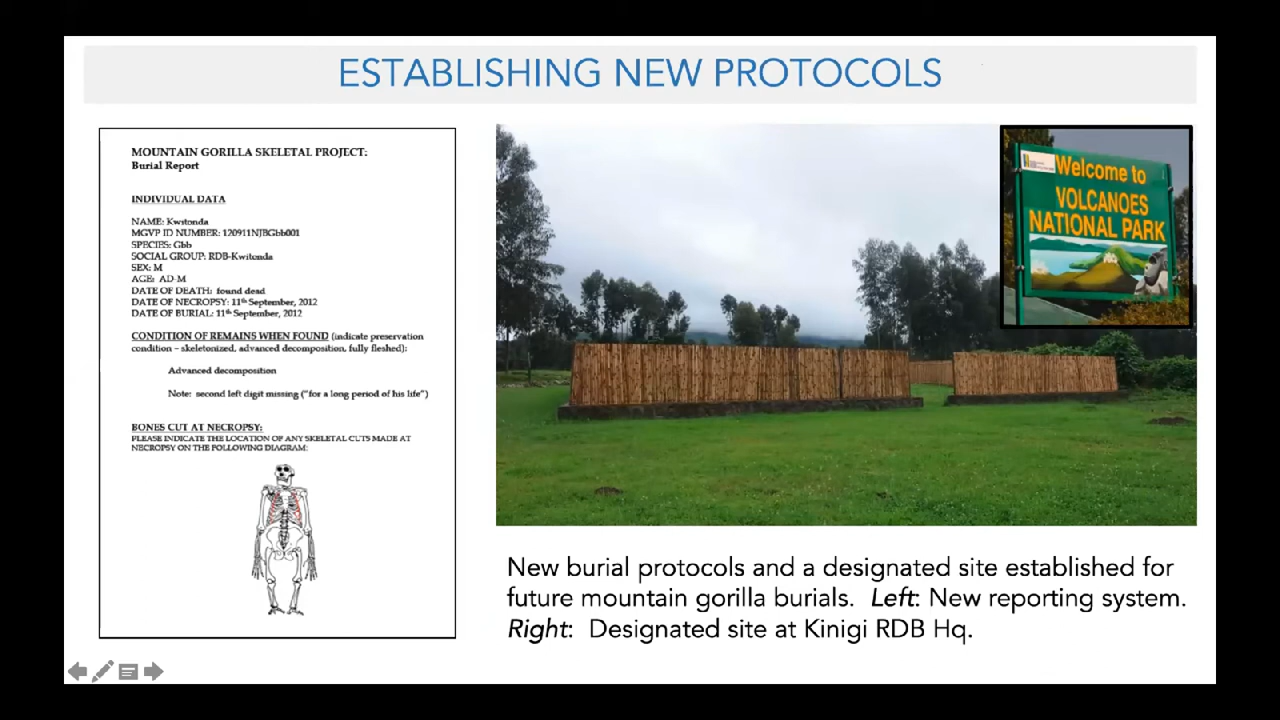 ESTABLISHING NEW PROTOCOLS
MOUNTAIN GORILLA SKELETAL PROJECT:
Burial Report
INDIVIDUAL DATA
NAME: Kwitonda
MGVP ID NUMBER: 120911NJBGbb001
SPECIES: Gbb
SOCIAL GROUP: RDB-Kwitonda
SEX: M
AGE: AD-M
DATE OF DEATH: found dead
DATE OF NECROPSY: 11th September, 2012
DATE OF BURIAL: 11th September, 2012
CONDITION OF REMAINS WHEN FOUND (indicate preservation
condition – skeletonized, advanced decomposition, fully fleshed):
Advanced decomposition
Note: second left digit missing ("for a long period of his life")
BONES CUT AT NECROPSY:
PLEASE INDICATE THE LOCATION OF ANY SKELETAL CUTS MADE AT
NECROPSY ON THE FOLLOWING DIAGRAM:
Welcome to
VOLCANOES
NATIONAL PARK
New burial protocols and a designated site established for
future mountain gorilla burials. Left: New reporting system.
Right: Designated site at Kinigi RDB Hq.